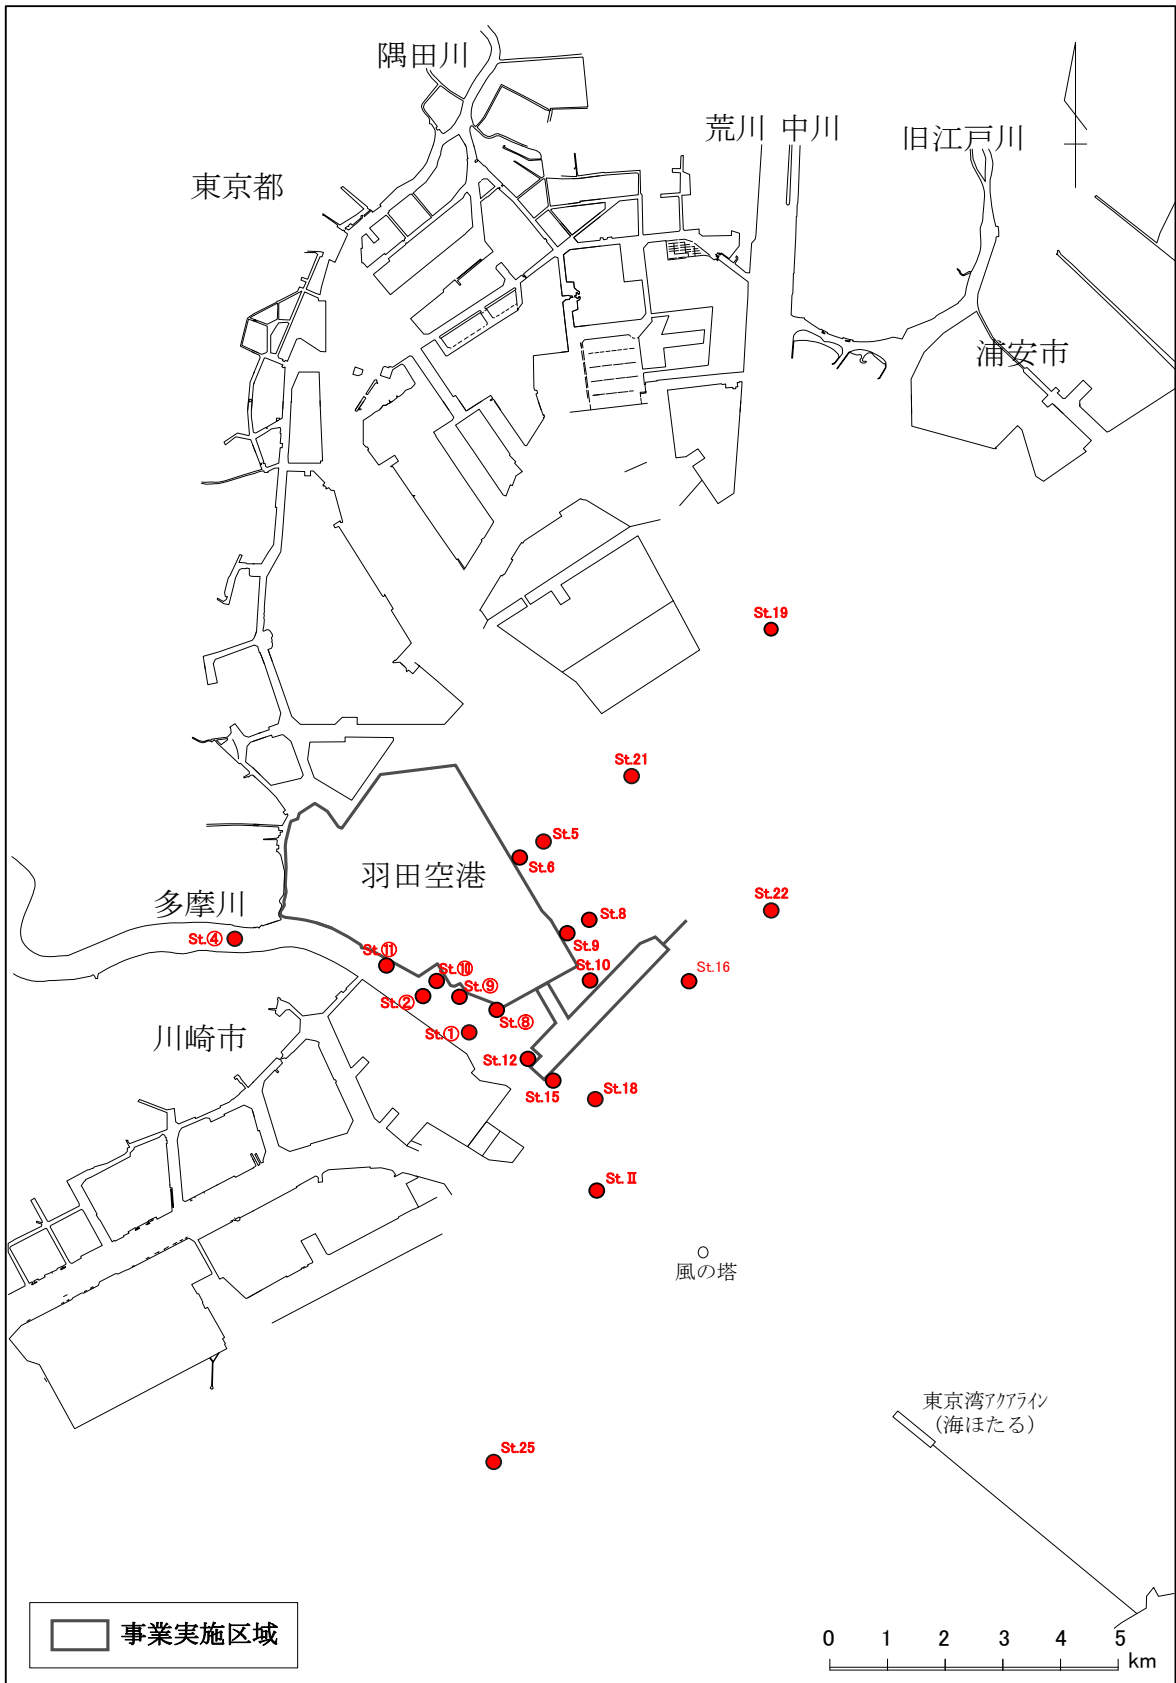 隅田川
荒川 中川
旧江戸川
東京都
浦安市
St.19
St.21
St.5
St.6
羽田空港
多摩川
St.④
St.22
St.8
St.9
St.⑪
St.⑩
St.10
St.16
St.②
St.⑨
St.⑧
St.①
川崎市
St.12
St.15
St.18
St.Ⅱ
風の塔
東京湾アクアライン
(海ほたる)
St.25
事業実施区域
0 1 2 3 4 5
km